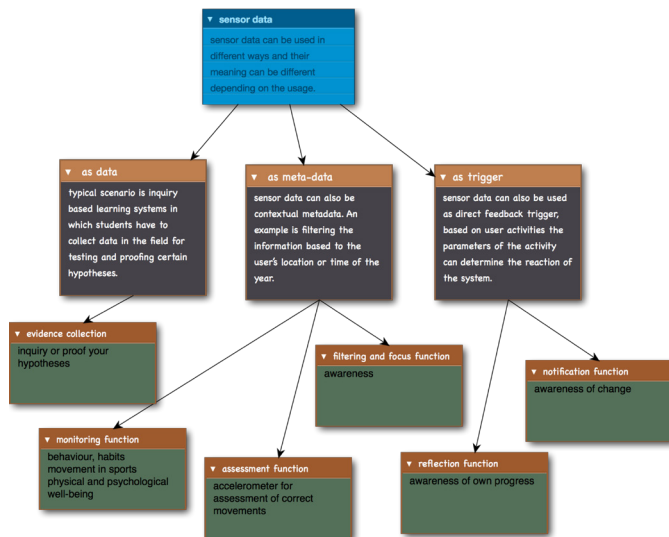 ▼ sensor data
sensor data can be used in
different ways and their
meaning can be different
depending on the usage.
▼ as data
typical scenario is inquiry
based learning systems in
which students have to
collect data in the field for
testing and proofing certain
hypotheses.
▼ as meta-data
sensor data can also be
contextual metadata. An
example is filtering the
information based to the
user's location or time of the
year.
▼ as trigger
sensor data can also be used
as direct feedback trigger,
based on user activities the
parameters of the activity
can determine the reaction of
the system.
▼ evidence collection
inquiry or proof your
hypotheses
▼ filtering and focus function
awareness
▼ notification function
awareness of change
▼ monitoring function
behaviour, habits
movement in sports
physical and psychological
well-being
▼ assessment function
accelerometer for
assessment of correct
movements
▼ reflection function
awareness of own progress